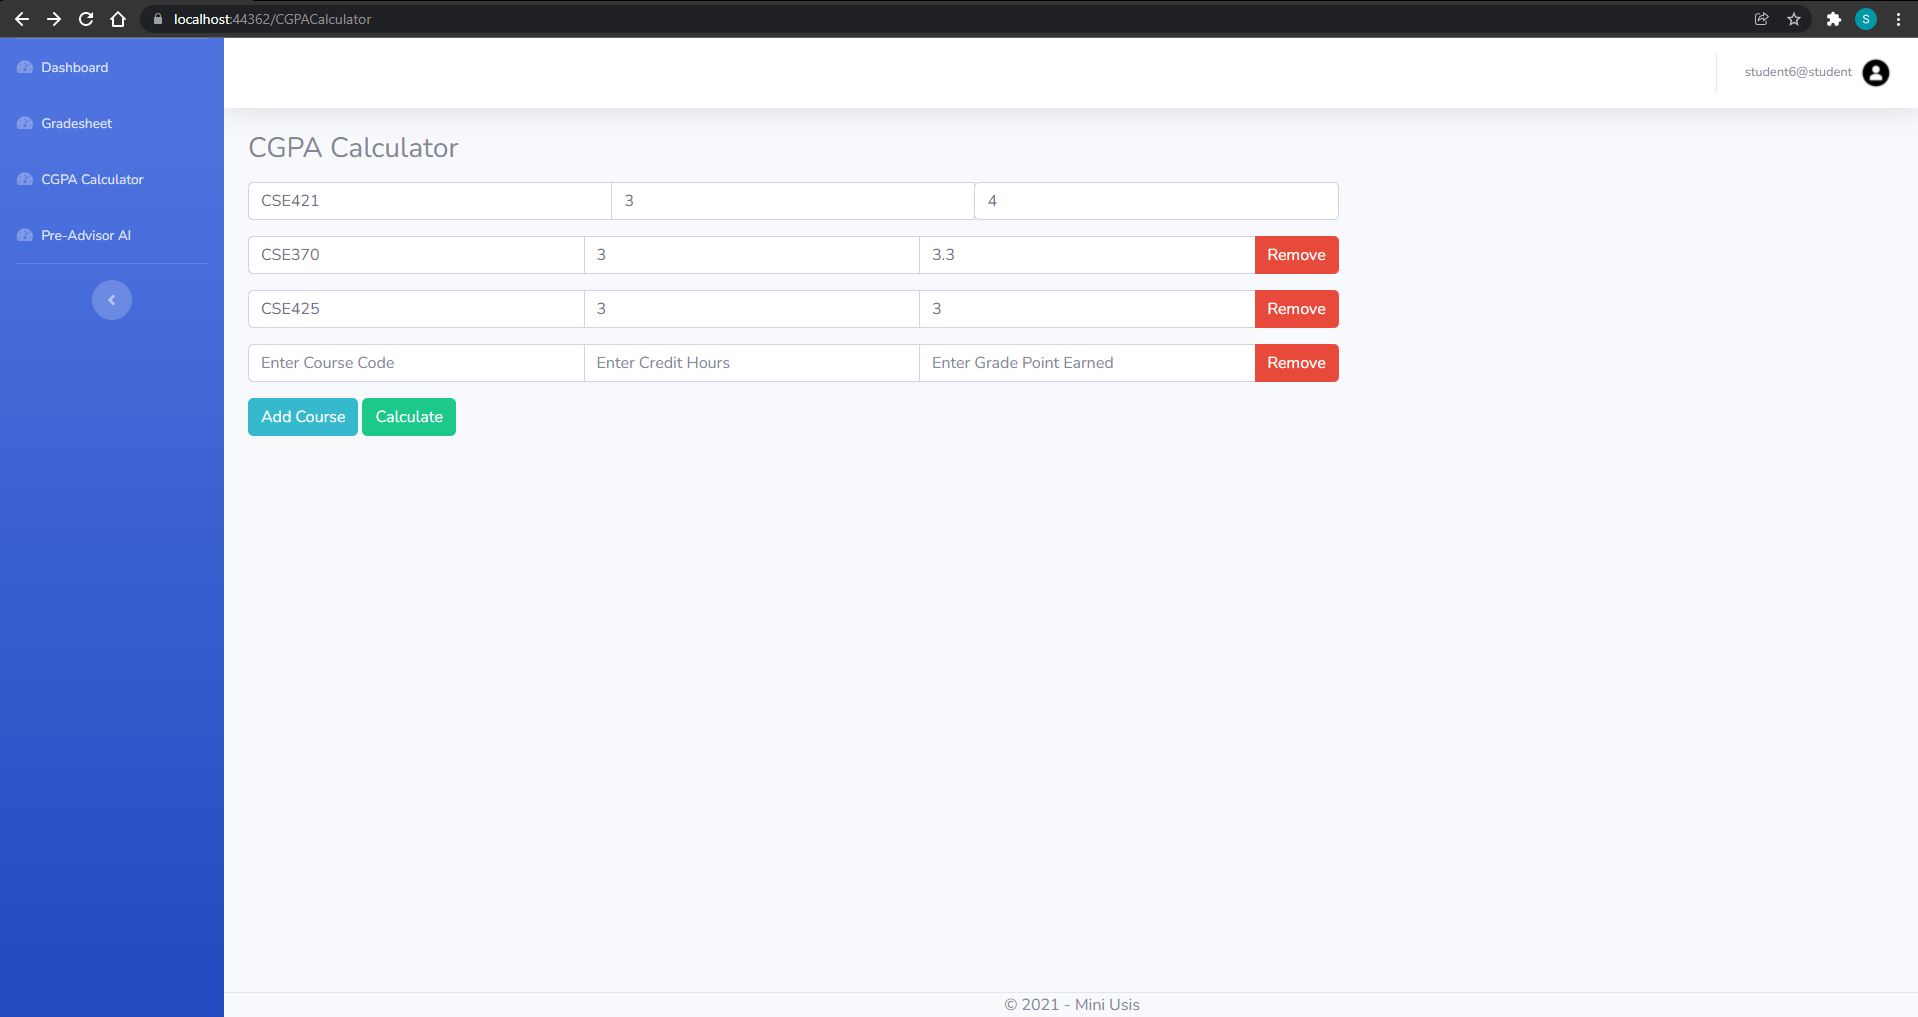 localhost:44362/CGPACalculator
S
Dashboard
Gradesheet
CGPA Calculator
Pre-Advisor AI
student6@student
CGPA Calculator
CSE421 3 4
CSE370 3 3.3 Remove
CSE425 3 3 Remove
Enter Course Code Enter Credit Hours Enter Grade Point Earned Remove
Add Course Calculate
© 2021 - Mini Usis